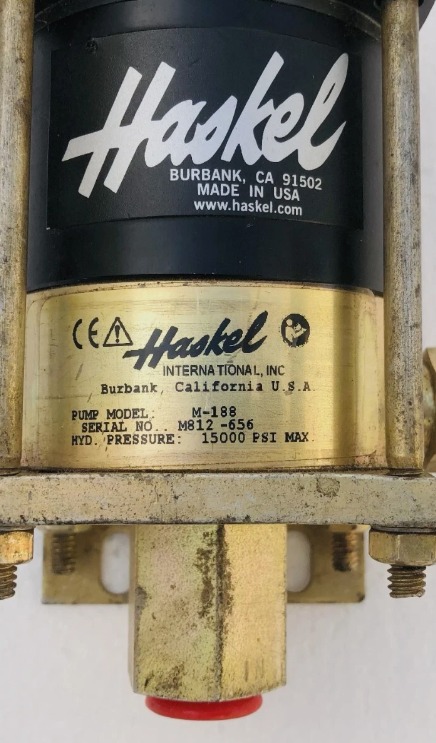 Haskel
BURBANK, CA 91502
MADE IN USA
www.haskel.com
CE Haskel
INTERNATIONAL, INC
Burbank, California U.S.A.
PUMP MODEL: M-188
SERIAL NO.. M812-656
HYD. PRESSURE: 15000 PSI MAX.
IN